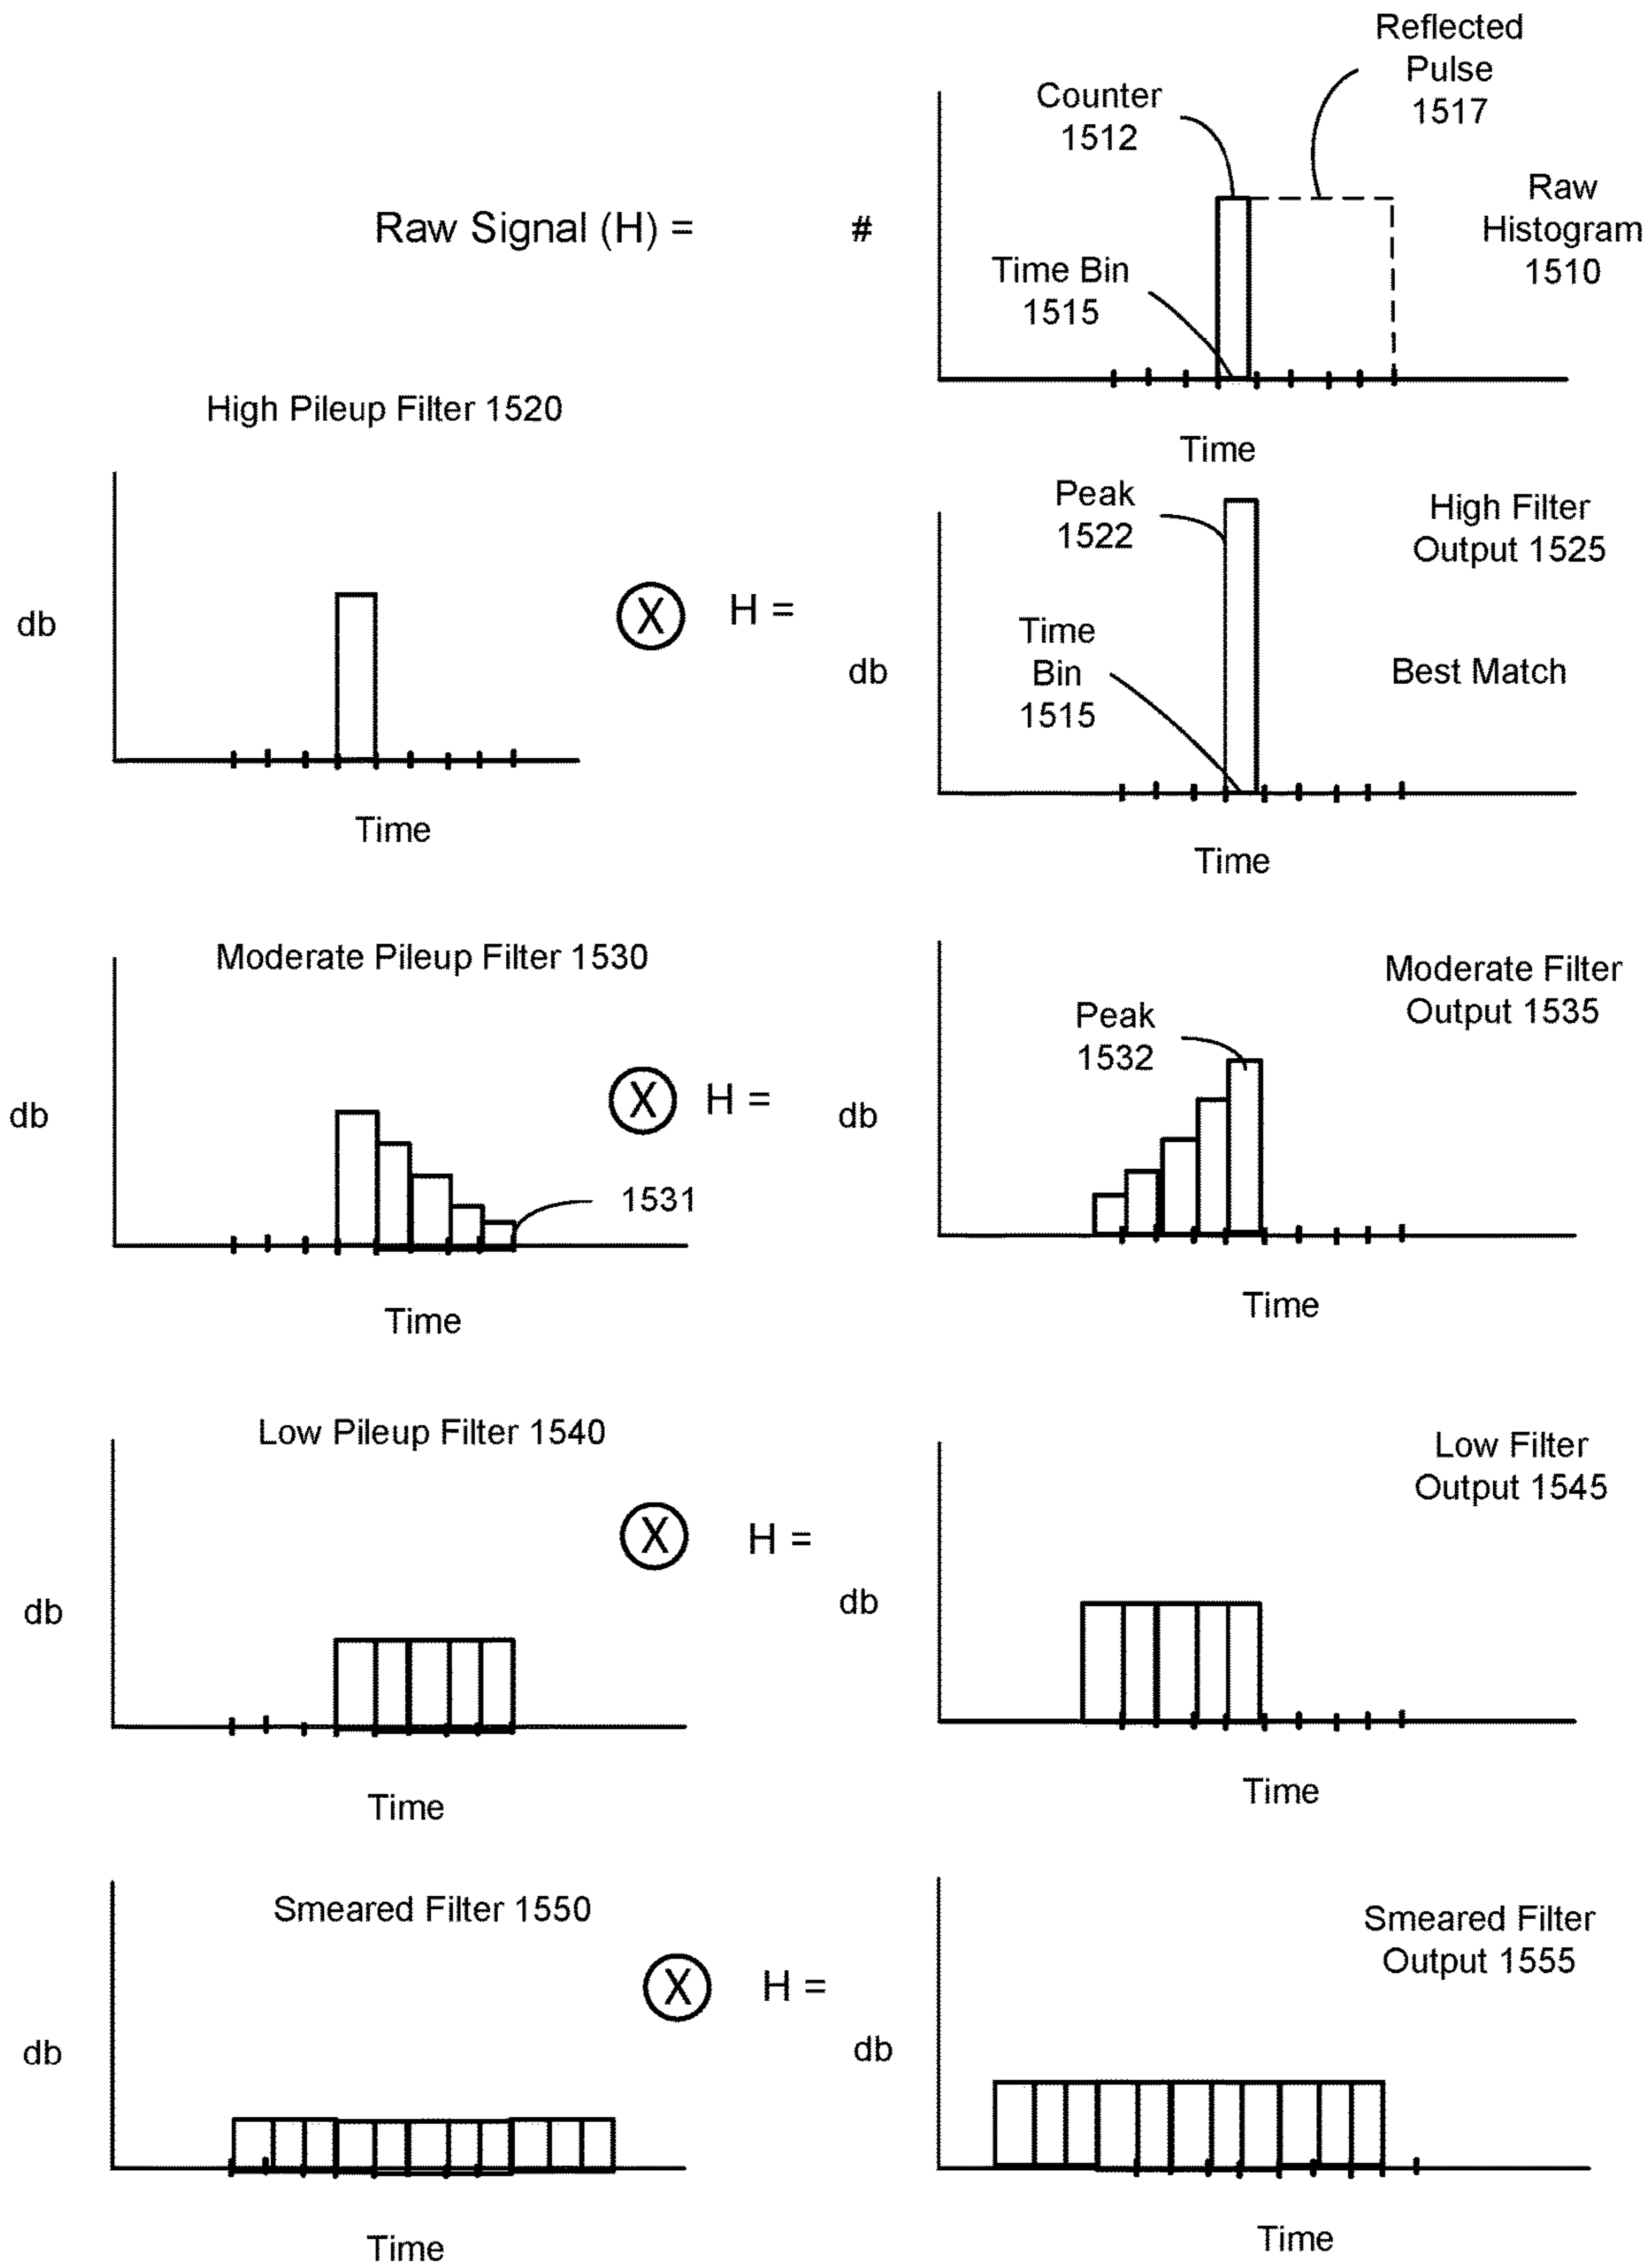 Reflected
Pulse
1517
Counter
1512
Raw Signal (H) =
#
Raw
Histogram
1510
Time Bin
1515
Time
High Pileup Filter 1520
db
Time
X
H =
Peak
1522
High Filter
Output 1525
Time
Bin
1515
db
Best Match
Time
Moderate Pileup Filter 1530
db
1531
Time
X
H =
Moderate Filter
Output 1535
Peak
1532
db
Time
Low Pileup Filter 1540
db
Time
X
H =
Low Filter
Output 1545
db
Time
Smeared Filter 1550
db
Time
X
H =
Smeared Filter
Output 1555
db
Time